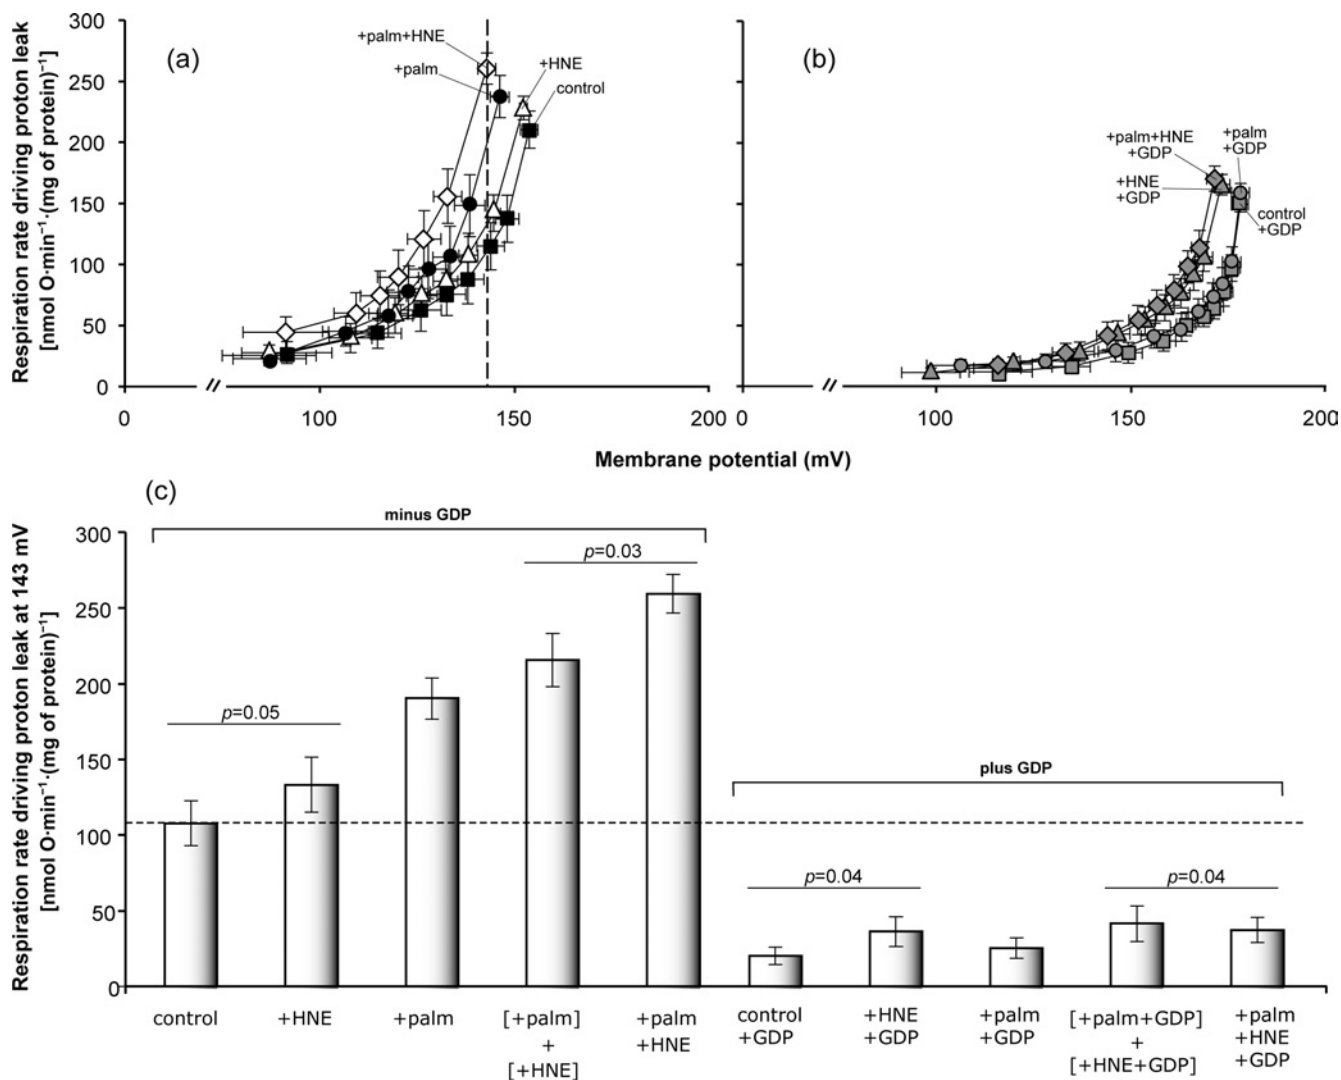 Respiration rate driving proton leak
[nmol O·min⁻¹·(mg of protein)⁻¹]
300
250
200
150
100
50
0
(a)
+palm+HNE
+palm
+HNE
control
0
100
150
200
(b)
+palm+HNE
+GDP
+HNE
+GDP
+palm
+GDP
control
+GDP
0
100
150
200
Membrane potential (mV)
(c)
Respiration rate driving proton leak at 143 mV
[nmol O·min⁻¹·(mg of protein)⁻¹]
300
250
200
150
100
50
0
minus GDP
p=0.03
p=0.05
plus GDP
p=0.04
p=0.04
control
+HNE
+palm
[+palm]
+
[+HNE]
+palm
+HNE
control
+GDP
+HNE
+GDP
+palm
+GDP
[+palm+GDP]
+
[+HNE+GDP]
+palm
+HNE
+GDP